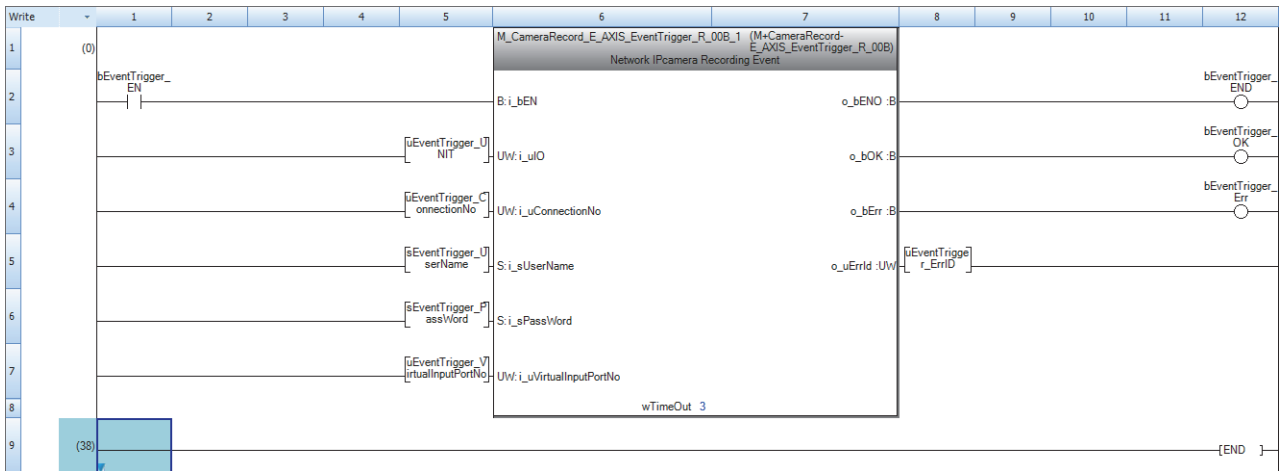 Write 1 2 3 4 5 6 7 8 9 10 11 12
1 (0) M_CameraRecord_E_AXIS_EventTrigger_R_00B_1 (M+CameraRecord-
E_AXIS_EventTrigger_R_00B)
Network IPcamera Recording Event
bEventTrigger_
EN
bEventTrigger_
END
2 B: i_bEN o_bENO :B
uEventTrigger_U
NIT
bEventTrigger_
OK
3 UW: i_uIO o_bOK :B
uEventTrigger_C
onnectionNo
bEventTrigger_
Err
4 UW: i_uConnectionNo o_bErr :B
sEventTrigger_U
serName
uEventTrigge
r_ErrID
5 S: i_sUserName o_uErrId :UW
sEventTrigger_P
assWord
6 S: i_sPassWord
uEventTrigger_V
irtualInputPortNo
7 UW: i_uVirtualInputPortNo
8 wTimeOut 3
9 (38) [END ]